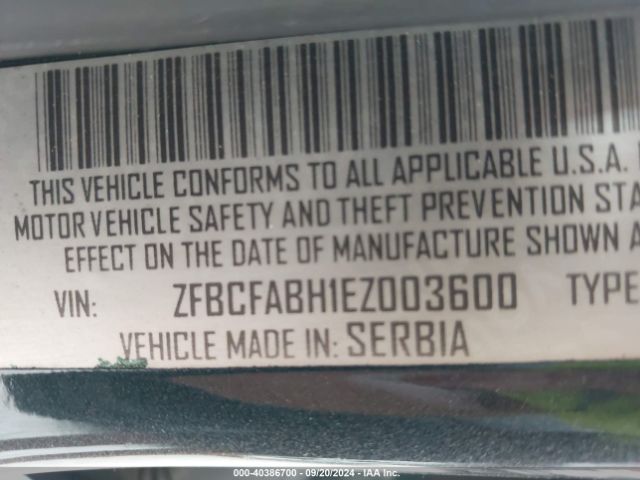 THIS VEHICLE CONFORMS TO ALL APPLICABLE U.S.A.
MOTOR VEHICLE SAFETY AND THEFT PREVENTION STA
EFFECT ON THE DATE OF MANUFACTURE SHOWN A
VIN: ZFBCFABH1EZ003600 TYPE
VEHICLE MADE IN: SERBIA
000-40386700 - 09/20/2024 - IAA Inc.